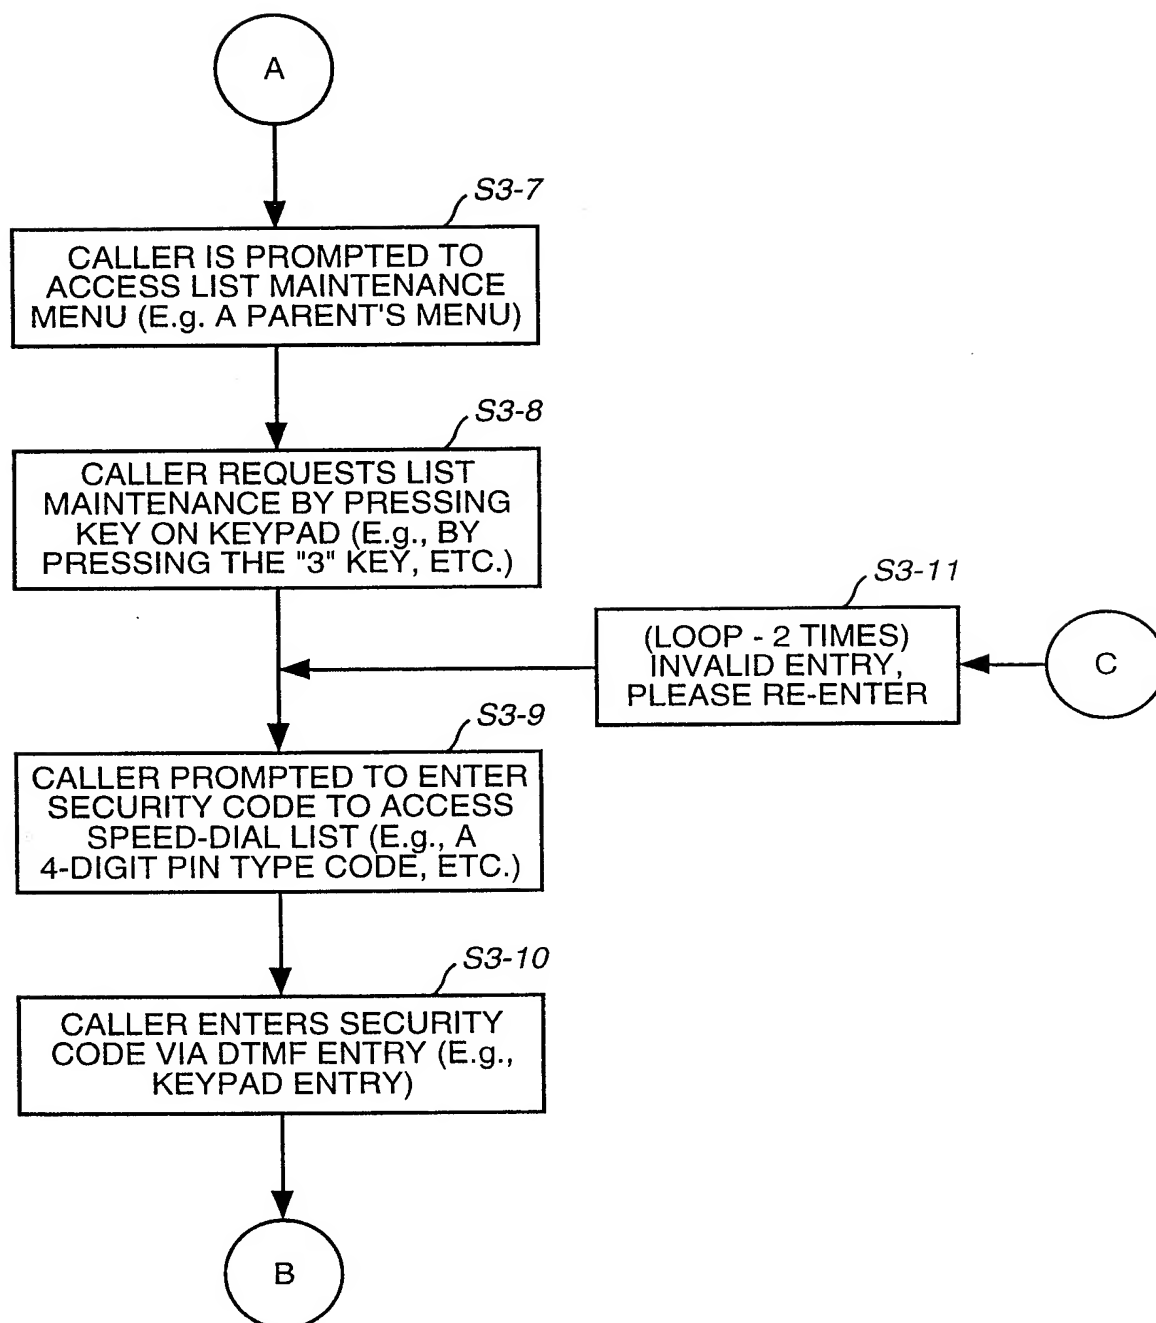 A
S3-7
CALLER IS PROMPTED TO
ACCESS LIST MAINTENANCE
MENU (E.g. A PARENT'S MENU)
S3-8
CALLER REQUESTS LIST
MAINTENANCE BY PRESSING
KEY ON KEYPAD (E.g., BY
PRESSING THE "3" KEY, ETC.)
S3-11
(LOOP - 2 TIMES)
INVALID ENTRY,
PLEASE RE-ENTER
C
S3-9
CALLER PROMPTED TO ENTER
SECURITY CODE TO ACCESS
SPEED-DIAL LIST (E.g., A
4-DIGIT PIN TYPE CODE, ETC.)
S3-10
CALLER ENTERS SECURITY
CODE VIA DTMF ENTRY (E.g.,
KEYPAD ENTRY)
B